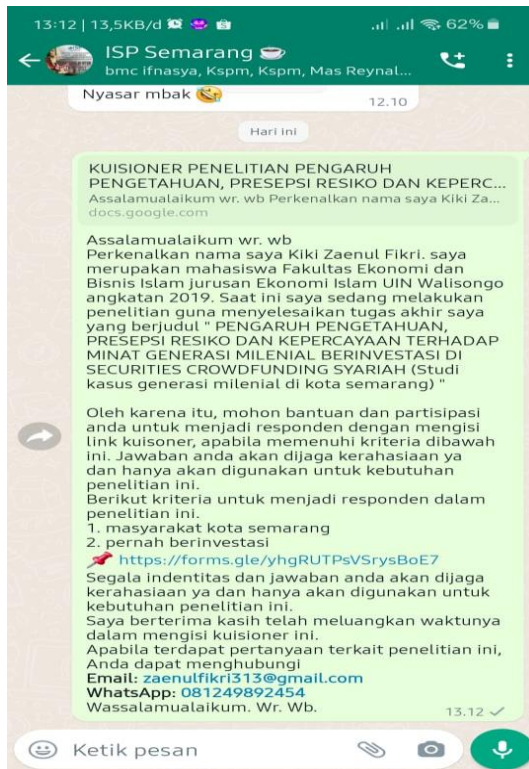 13:12 | 13,5KB/d
62%
ISP Semarang
bmc ifnasya, Kspm, Kspm, Mas Reynal...
Nyasar mbak
12.10
Hari ini
KUISIONER PENELITIAN PENGARUH
PENGETAHUAN, PRESEPSI RESIKO DAN KEPERC...
Assalamualaikum wr. wb Perkenalkan nama saya Kiki Za...
docs.google.com
Assalamualaikum wr. wb
Perkenalkan nama saya Kiki Zaenul Fikri. saya
merupakan mahasiswa Fakultas Ekonomi dan
Bisnis Islam jurusan Ekonomi Islam UIN Walisongo
angkatan 2019. Saat ini saya sedang melakukan
penelitian guna menyelesaikan tugas akhir saya
yang berjudul " PENGARUH PENGETAHUAN,
PRESEPSI RESIKO DAN KEPERCAYAAN TERHADAP
MINAT GENERASI MILENIAL BERINVESTASI DI
SECURITIES CROWDFUNDING SYARIAH (Studi
kasus generasi milenial di kota semarang) "
Oleh karena itu, mohon bantuan dan partisipasi
anda untuk menjadi responden dengan mengisi
link kuisoner, apabila memenuhi kriteria dibawah
ini. Jawaban anda akan dijaga kerahasiaan ya
dan hanya akan digunakan untuk kebutuhan
penelitian ini.
Berikut kriteria untuk menjadi responden dalam
penelitian ini.
1. masyarakat kota semarang
2. pernah berinvestasi
https://forms.gle/yhgRUTPsVSrysBoE7
Segala indentitas dan jawaban anda akan dijaga
kerahasiaan ya dan hanya akan digunakan untuk
kebutuhan penelitian ini.
Saya berterima kasih telah meluangkan waktunya
dalam mengisi kuisioner ini.
Apabila terdapat pertanyaan terkait penelitian ini,
Anda dapat menghubungi
Email: zaenulfikri313@gmail.com
WhatsApp: 081249892454
Wassalamualaikum. Wr. Wb.
13.12
Ketik pesan